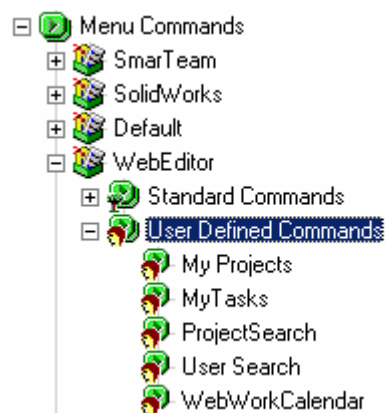 Menu Commands
SmarTeam
SolidWorks
Default
WebEditor
Standard Commands
User Defined Commands
My Projects
MyTasks
ProjectSearch
User Search
WebWorkCalendar